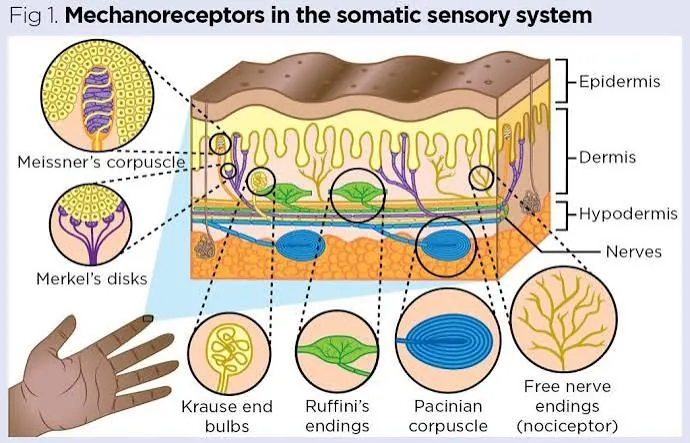 Fig 1. Mechanoreceptors in the somatic sensory system
Epidermis
Meissner's corpuscle
Dermis
Hypodermis
Nerves
Merkel's disks
Krause end
bulbs
Ruffini's
endings
Pacinian
corpuscle
Free nerve
endings
(nociceptor)